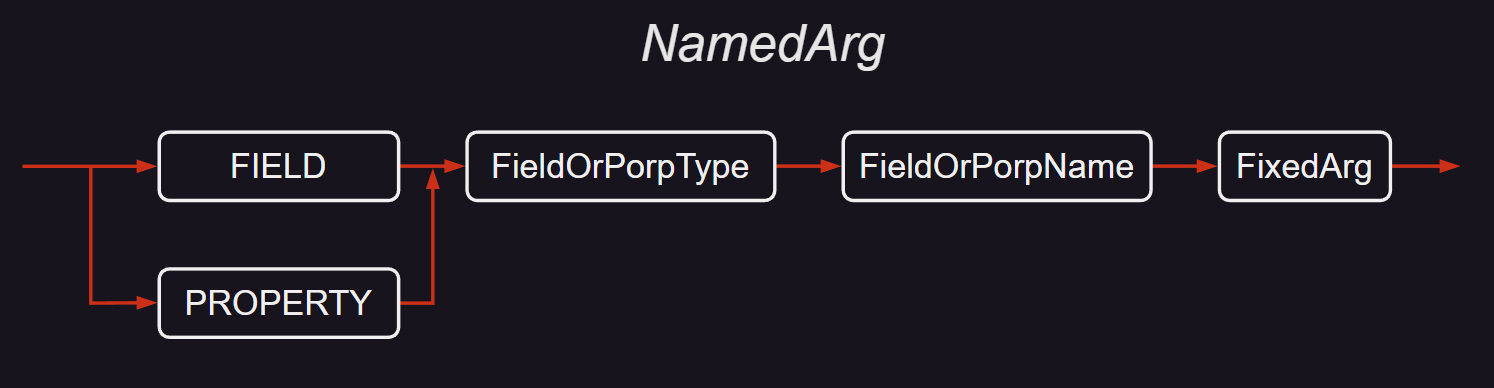 NamedArg
FIELD
FieldOrPorpType
FieldOrPorpName
FixedArg
PROPERTY